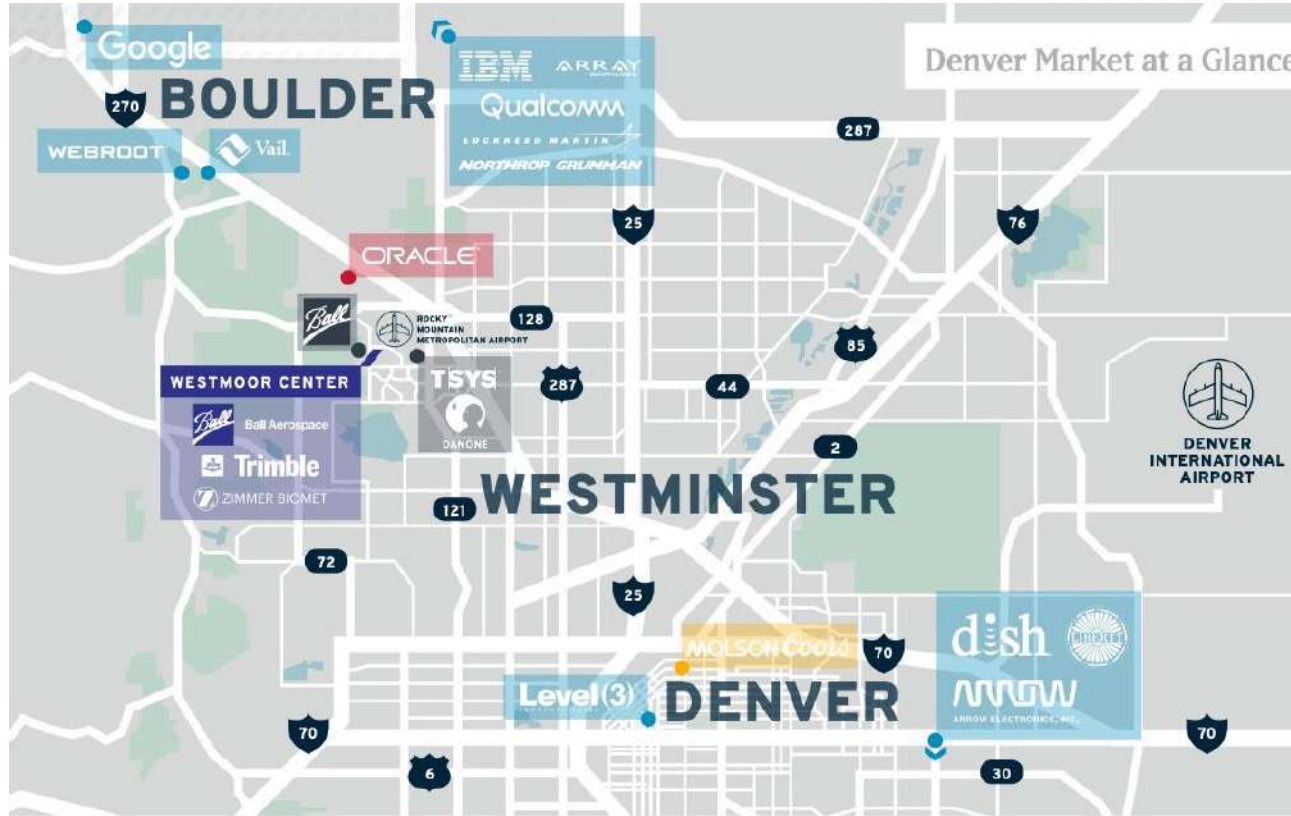 Google
Denver Market at a Glance
270
BOULDER
IBM
ARRAY
Qualcomm
LOCKHEED MARTIN
NORTHROP GRUMMAN
287
WEBROOT
Vail
25
76
ORACLE
Ball
ROCKY
MOUNTAIN
METROPOLITAN AIRPORT
128
85
WESTMOOR CENTER
Ball
Ball Aerospace
Trimble
ZIMMER BIOMET
TSYS
DANONE
287
44
2
DENVER
INTERNATIONAL
AIRPORT
121
WESTMINSTER
72
25
MOLSON Coors
70
dish
LIBERTY
ARROW
ARROW ELECTRONICS, INC.
Level(3)
DENVER
70
70
6
30